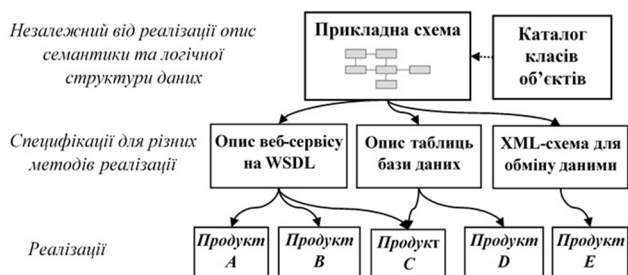 Незалежний від реалізації опис
семантики та логічної
структури даних
Прикладна схема
Каталог
класів
об’єктів
Специфікації для різних
методів реалізації
Опис веб-сервісу
на WSDL
Опис таблиць
бази даних
XML-схема для
обміну даними
Реалізації
Продукт
A
Продукт
B
Продукт
C
Продукт
D
Продукт
E